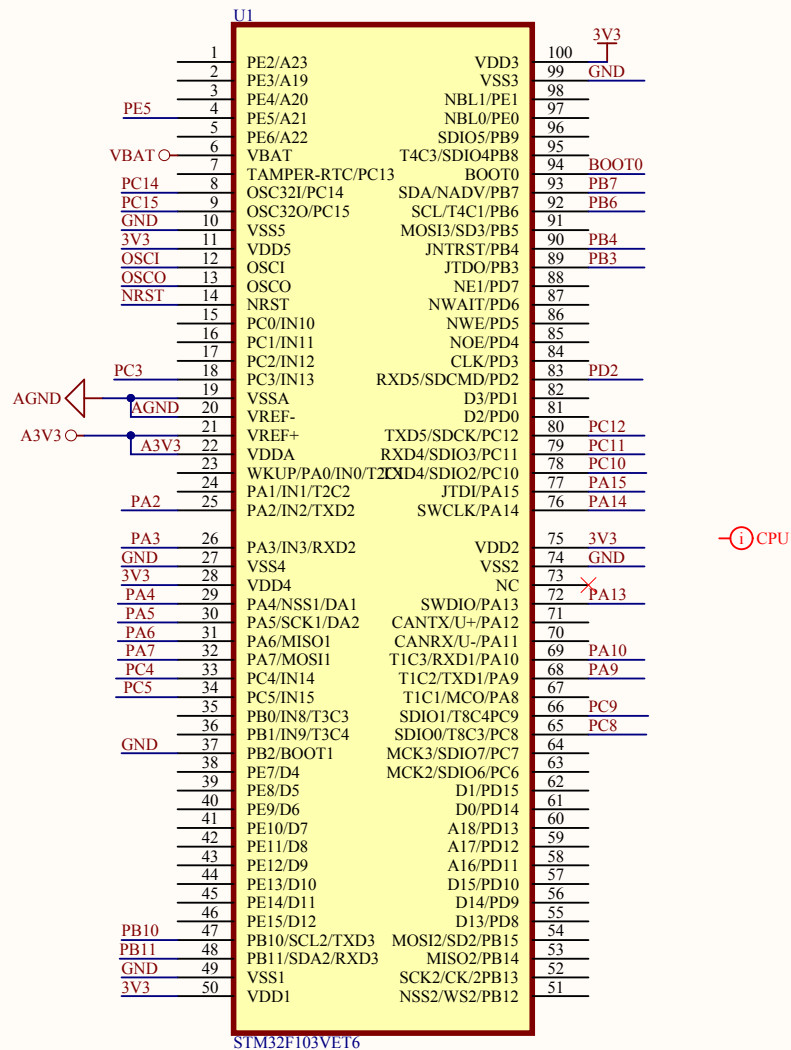 U1
1 PE2/A23 VDD3 100 3V3
2 PE3/A19 VSS3 99 GND
3 PE4/A20 NBL1/PE1 98
PE5 4 PE5/A21 NBL0/PE0 97
5 PE6/A22 SDIO5/PB9 96
VBAT 6 VBAT T4C3/SDIO4PB8 95
7 TAMPER-RTC/PC13 BOOT0 94 BOOT0
PC14 8 OSC32I/PC14 SDA/NADV/PB7 93 PB7
PC15 9 OSC32O/PC15 SCL/T4C1/PB6 92 PB6
GND 10 VSS5 MOSI3/SD3/PB5 91
3V3 11 VDD5 JNTRST/PB4 90 PB4
OSCI 12 OSCI JTDO/PB3 89 PB3
OSCO 13 OSCO NE1/PD7 88
NRST 14 NRST NWAIT/PD6 87
15 PC0/IN10 NWE/PD5 86
16 PC1/IN11 NOE/PD4 85
17 PC2/IN12 CLK/PD3 84
PC3 18 PC3/IN13 RXD5/SDCMD/PD2 83 PD2
AGND 19 VSSA D3/PD1 82
AGND 20 VREF- D2/PD0 81
A3V3 21 VREF+ TXD5/SDCK/PC12 80 PC12
A3V3 22 VDDA RXD4/SDIO3/PC11 79 PC11
23 WKUP/PA0/IN0/T2C1 TXD4/SDIO2/PC10 78 PC10
24 PA1/IN1/T2C2 JTDI/PA15 77 PA15
PA2 25 PA2/IN2/TXD2 SWCLK/PA14 76 PA14
PA3 26 PA3/IN3/RXD2 VDD2 75 3V3 CPU
GND 27 VSS4 VSS2 74 GND
3V3 28 VDD4 NC 73
PA4 29 PA4/NSS1/DA1 SWDIO/PA13 72 PA13
PA5 30 PA5/SCK1/DA2 CANTX/U+/PA12 71
PA6 31 PA6/MISO1 CANRX/U-/PA11 70
PA7 32 PA7/MOSI1 T1C3/RXD1/PA10 69 PA10
PC4 33 PC4/IN14 T1C2/TXD1/PA9 68 PA9
PC5 34 PC5/IN15 T1C1/MCO/PA8 67
35 PB0/IN8/T3C3 SDIO1/T8C4PC9 66 PC9
36 PB1/IN9/T3C4 SDIO0/T8C3/PC8 65 PC8
GND 37 PB2/BOOT1 MCK3/SDIO7/PC7 64
38 PE7/D4 MCK2/SDIO6/PC6 63
39 PE8/D5 D1/PD15 62
40 PE9/D6 D0/PD14 61
41 PE10/D7 A18/PD13 60
42 PE11/D8 A17/PD12 59
43 PE12/D9 A16/PD11 58
44 PE13/D10 D15/PD10 57
45 PE14/D11 D14/PD9 56
46 PE15/D12 D13/PD8 55
PB10 47 PB10/SCL2/TXD3 MOSI2/SD2/PB15 54
PB11 48 PB11/SDA2/RXD3 MISO2/PB14 53
GND 49 VSS1 SCK2/CK/2PB13 52
3V3 50 VDD1 NSS2/WS2/PB12 51
STM32F103VET6